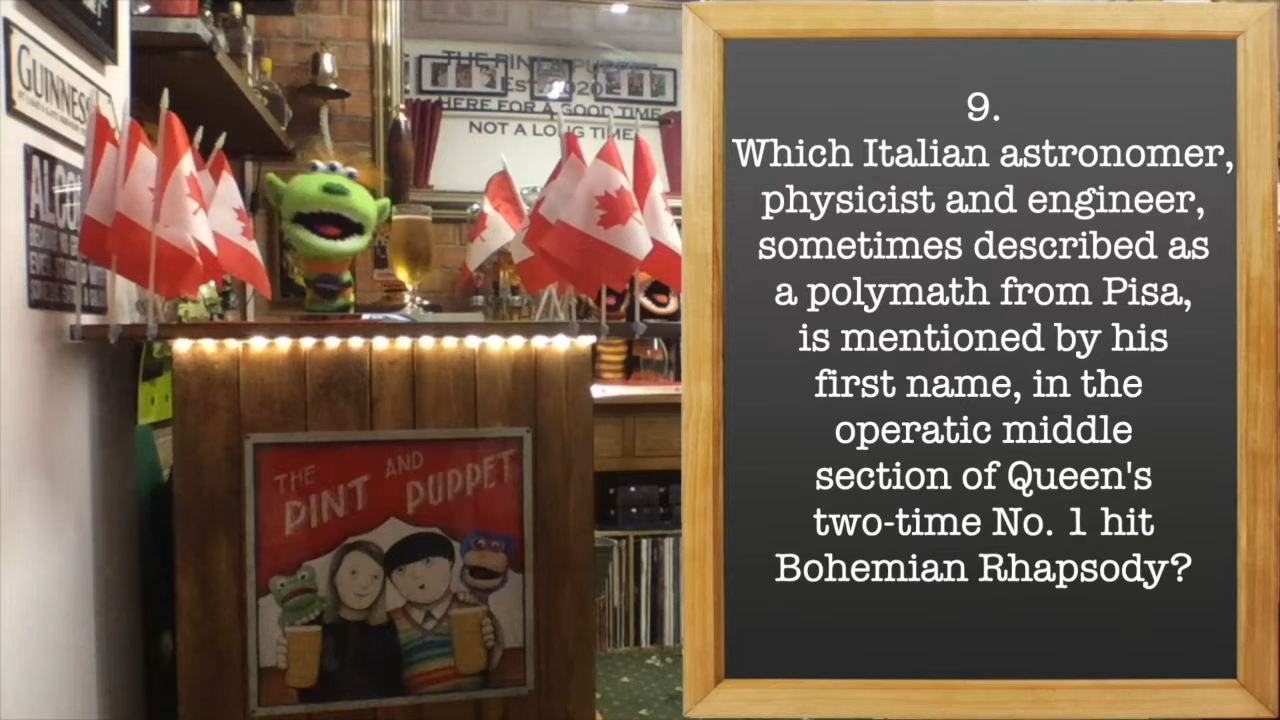 GUINNESS
THE PINT & PUPPET
EST 2020
HERE FOR A GOOD TIME
NOT A LONG TIME
THE PINT AND PUPPET
9.
Which Italian astronomer,
physicist and engineer,
sometimes described as
a polymath from Pisa,
is mentioned by his
first name, in the
operatic middle
section of Queen's
two-time No. 1 hit
Bohemian Rhapsody?